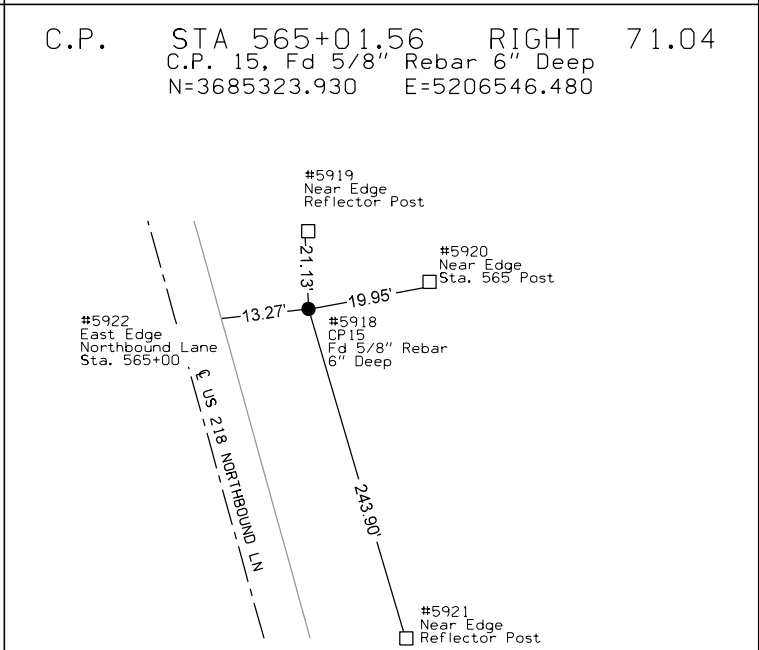 C.P. STA 565+01.56 RIGHT 71.04
C.P. 15, Fd 5/8" Rebar 6" Deep
N=3685323.930 E=5206546.480
#5919
Near Edge
Reflector Post
21.13'
#5920
Near Edge
Sta. 565 Post
19.95'
13.27'
#5922
East Edge
Northbound Lane
Sta. 565+00
#5918
CP15
Fd 5/8" Rebar
6" Deep
℄ US 218 NORTHBOUND LN
243.90'
#5921
Near Edge
Reflector Post